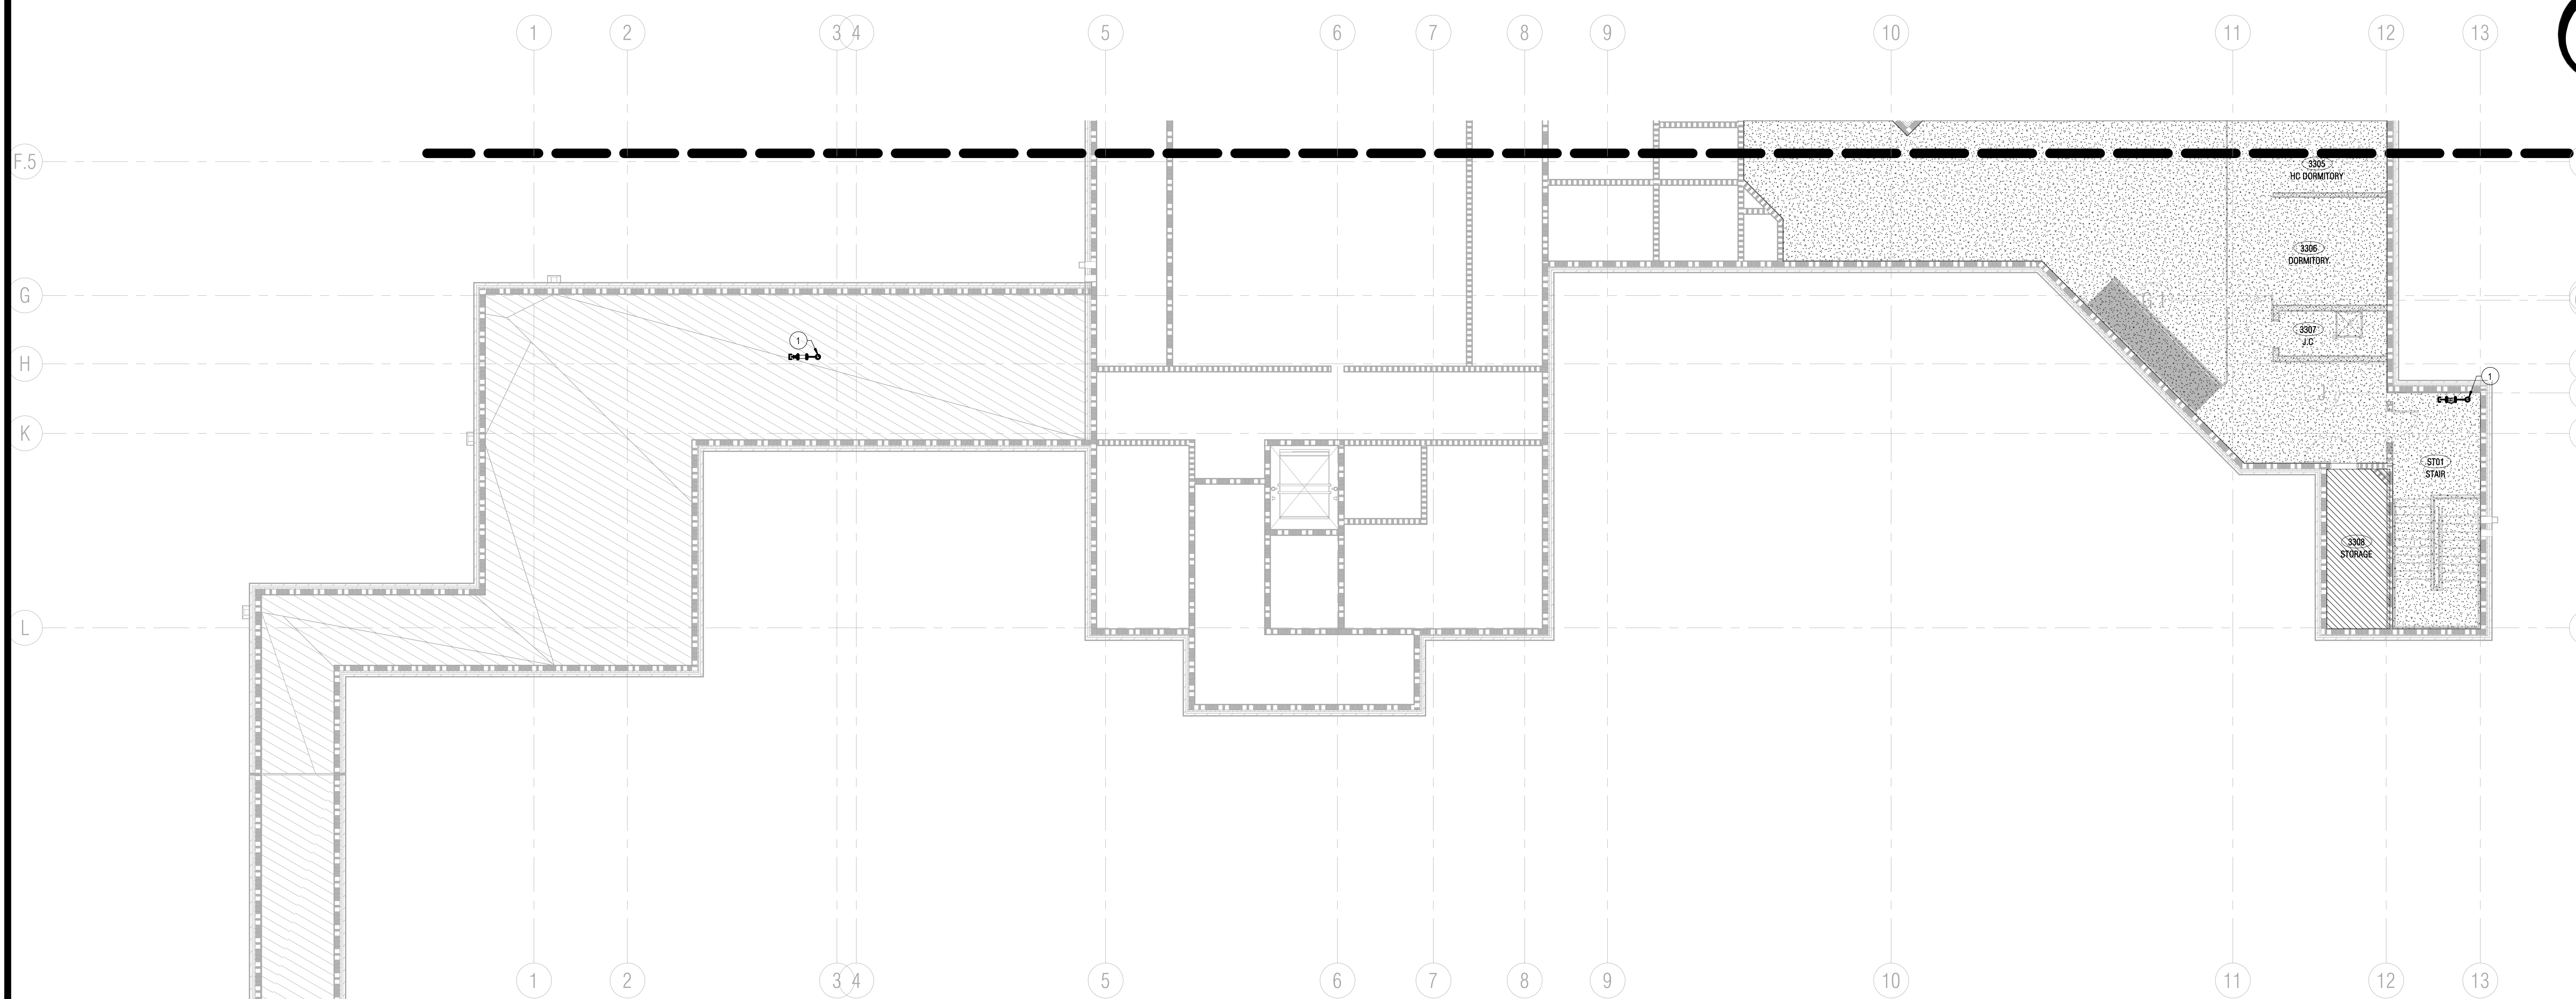 1 2 3 4 5 6 7 8 9 10 11 12 13
F.5
3305
HC DORMITORY
3306
DORMITORY
G
3307
J.C
1
H
1
J
K
ST01
STAIR
3308
STORAGE
L
1 2 3 4 5 6 7 8 9 10 11 12 13